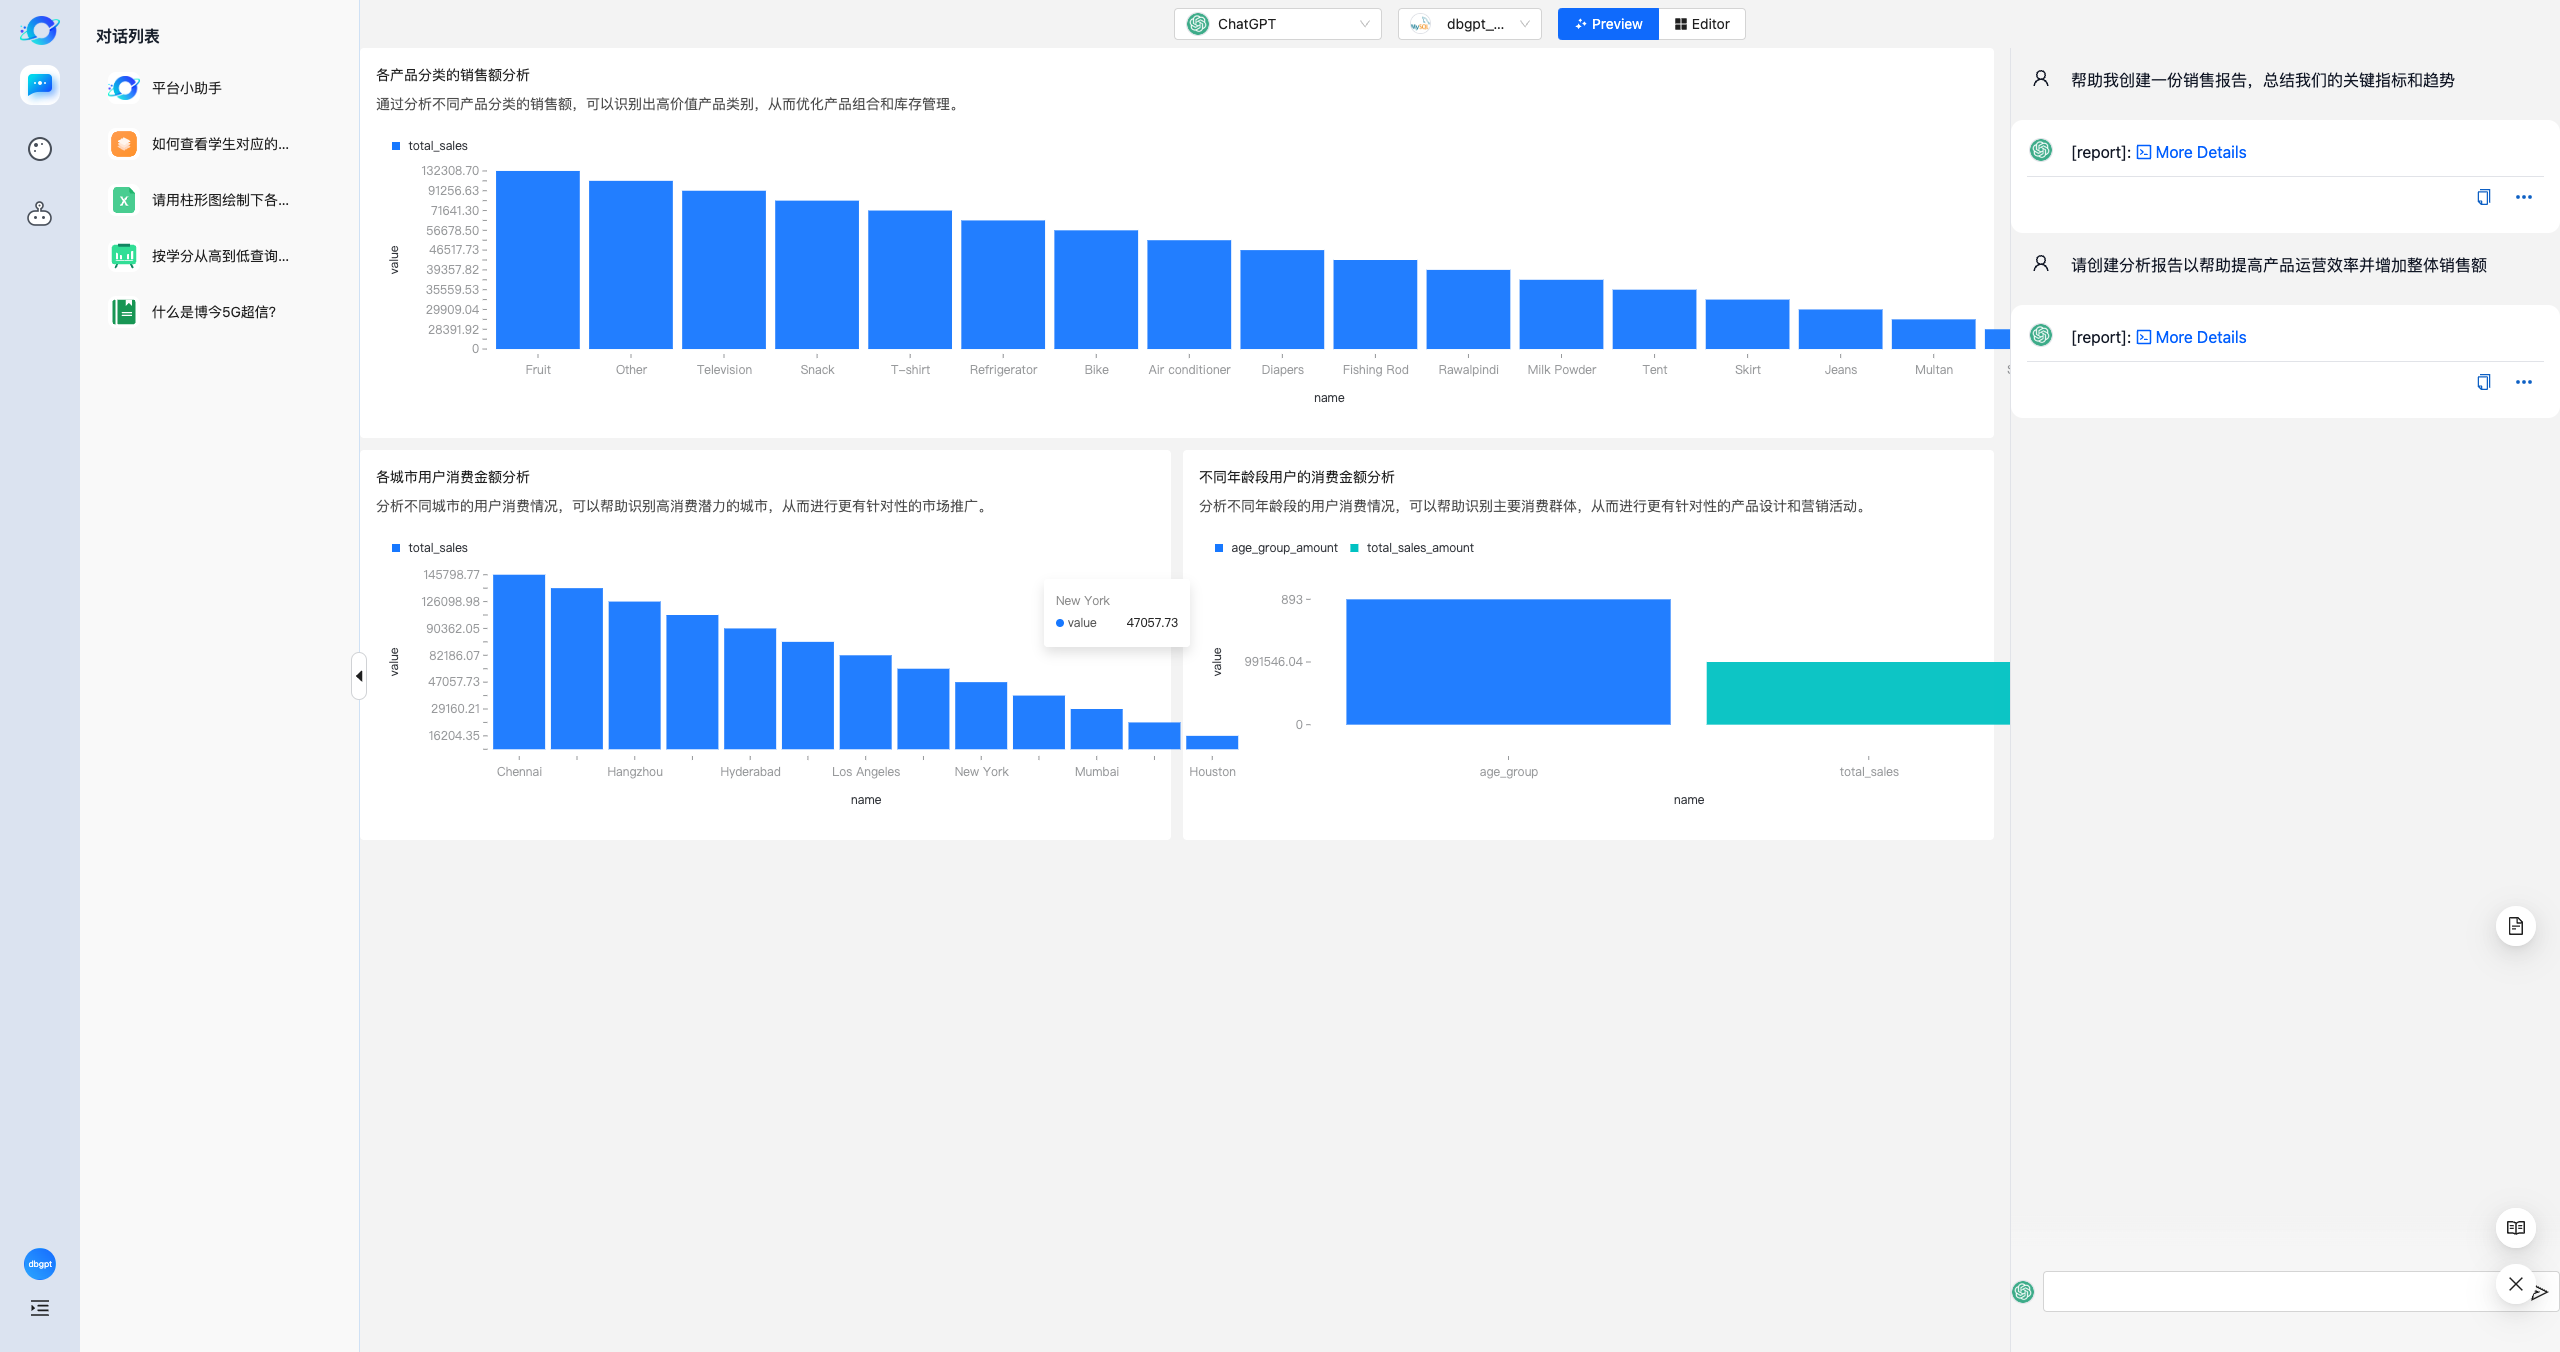 对话列表
平台小助手
如何查看学生对应的...
请用柱形图绘制下各...
按学分从高到低查询...
什么是博今5G超信?
dbgpt
ChatGPT
dbgpt_...
Preview
Editor
各产品分类的销售额分析
通过分析不同产品分类的销售额，可以识别出高价值产品类别，从而优化产品组合和库存管理。
total_sales
132308.70
91256.63
71641.30
56678.50
46517.73
39357.82
35559.53
29909.04
28391.92
0
value
Fruit Other Television Snack T-shirt Refrigerator Bike Air conditioner Diapers Fishing Rod Rawalpindi Milk Powder Tent Skirt Jeans Multan
name
各城市用户消费金额分析
分析不同城市的用户消费情况，可以帮助识别高消费潜力的城市，从而进行更有针对性的市场推广。
total_sales
145798.77
126098.98
90362.05
82186.07
47057.73
29160.21
16204.35
value
Chennai Hangzhou Hyderabad Los Angeles New York Mumbai Houston
name
New York
value 47057.73
不同年龄段用户的消费金额分析
分析不同年龄段的用户消费情况，可以帮助识别主要消费群体，从而进行更有针对性的产品设计和营销活动。
age_group_amount total_sales_amount
893
991546.04
0
value
age_group total_sales
name
帮助我创建一份销售报告，总结我们的关键指标和趋势
[report]: More Details
请创建分析报告以帮助提高产品运营效率并增加整体销售额
[report]: More Details